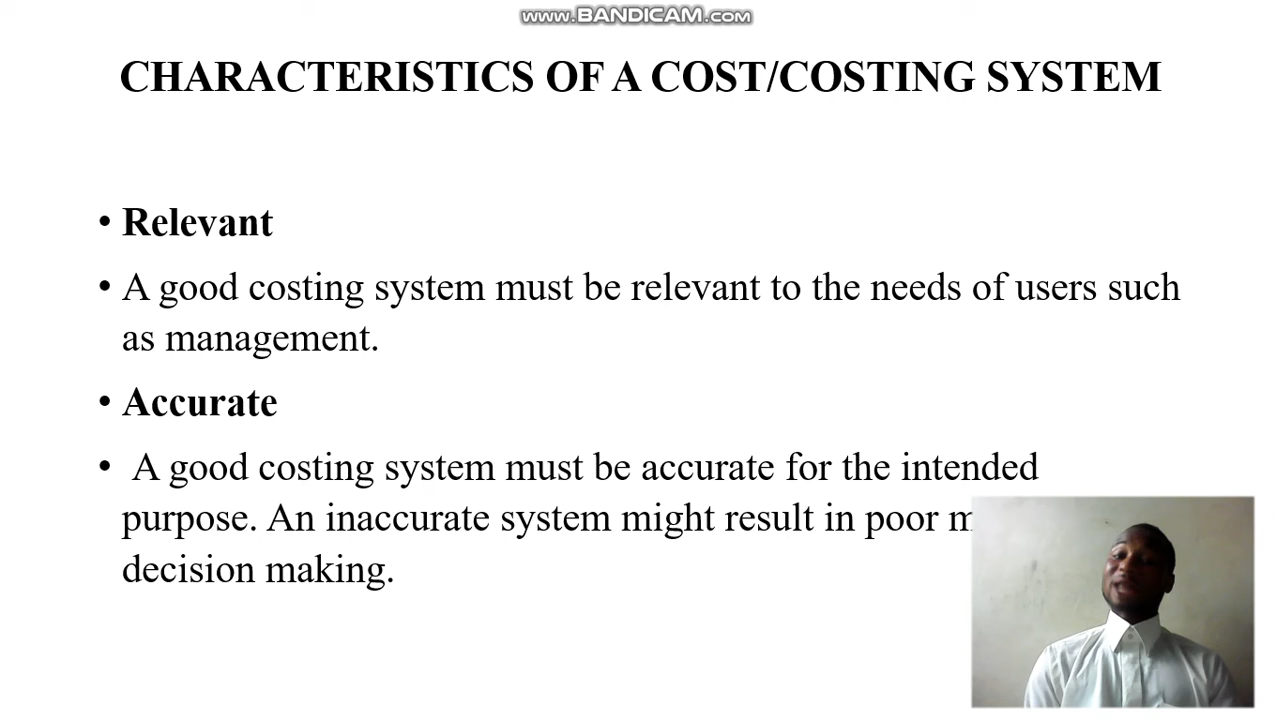 www.BANDICAM.com
CHARACTERISTICS OF A COST/COSTING SYSTEM
• Relevant
• A good costing system must be relevant to the needs of users such
as management.
• Accurate
• A good costing system must be accurate for the intended
purpose. An inaccurate system might result in poor
decision making.